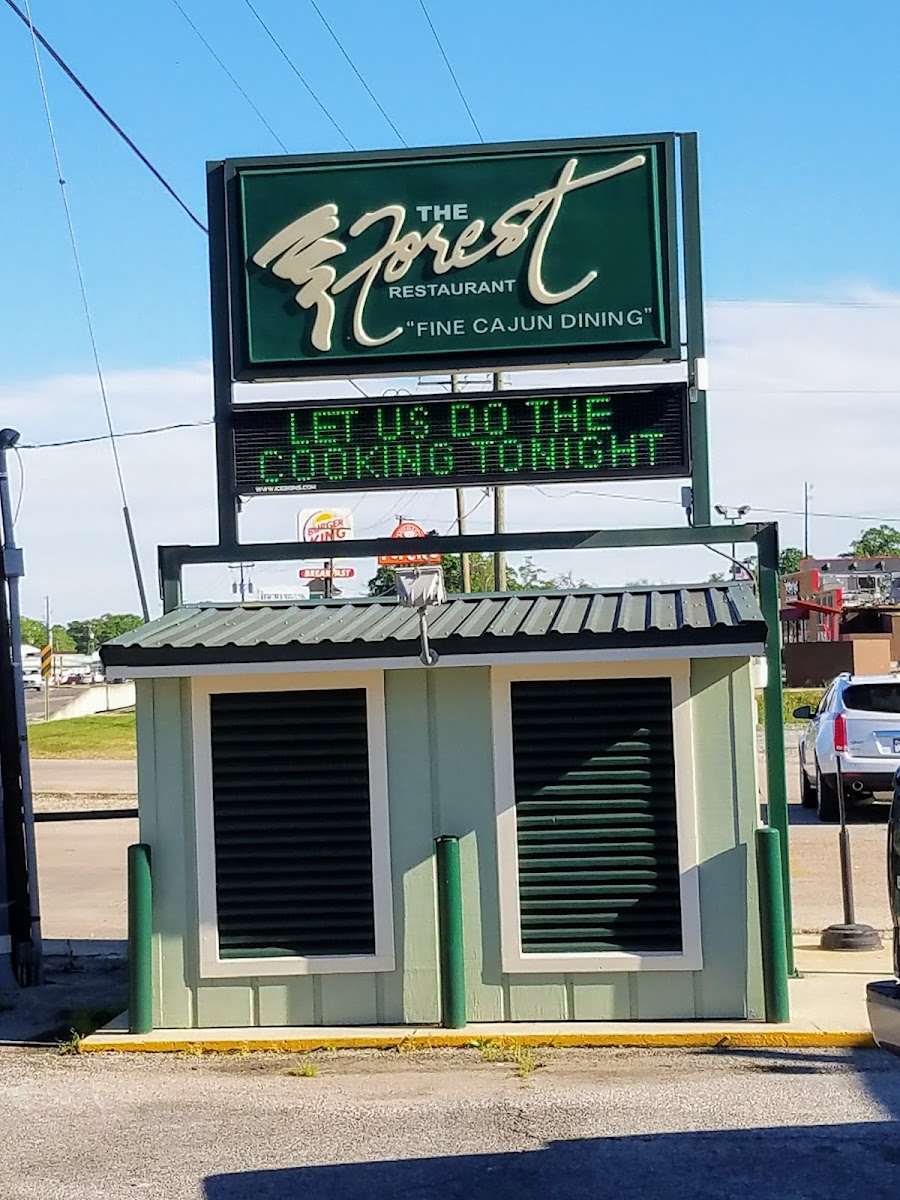 THE
Forest
RESTAURANT
"FINE CAJUN DINING"
LET US DO THE
COOKING TONIGHT
BURGER
KING
BREAKFAST